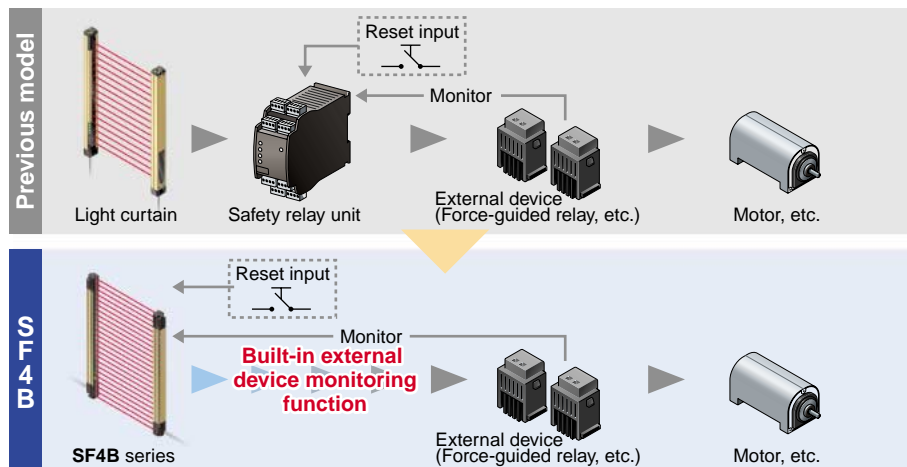 Previous model
Reset input
Monitor
Light curtain
Safety relay unit
External device
(Force-guided relay, etc.)
Motor, etc.
SF4B
Reset input
Monitor
Built-in external
device monitoring
function
SF4B series
External device
(Force-guided relay, etc.)
Motor, etc.